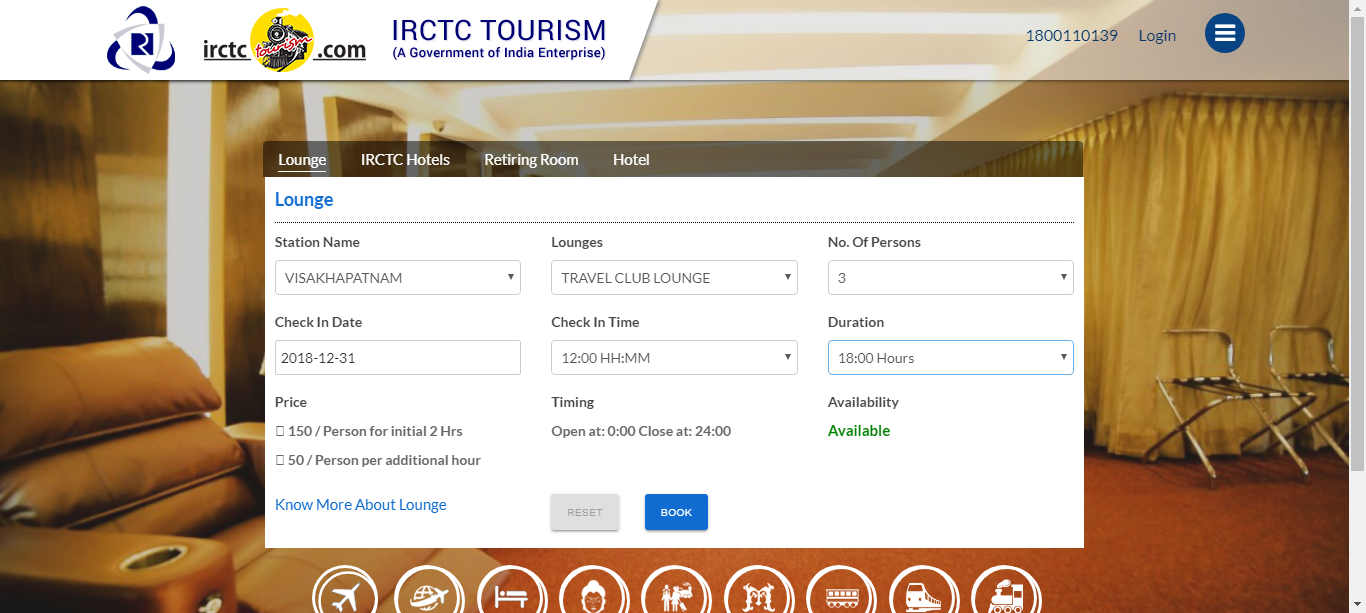 irctc tourism .com
IRCTC TOURISM
(A Government of India Enterprise)
1800110139 Login
Lounge IRCTC Hotels Retiring Room Hotel
Lounge
Station Name Lounges No. Of Persons
VISAKHAPATNAM TRAVEL CLUB LOUNGE 3
Check In Date Check In Time Duration
2018-12-31 12:00 HH:MM 18:00 Hours
Price Timing Availability
150 / Person for initial 2 Hrs Open at: 0:00 Close at: 24:00 Available
50 / Person per additional hour
Know More About Lounge RESET BOOK